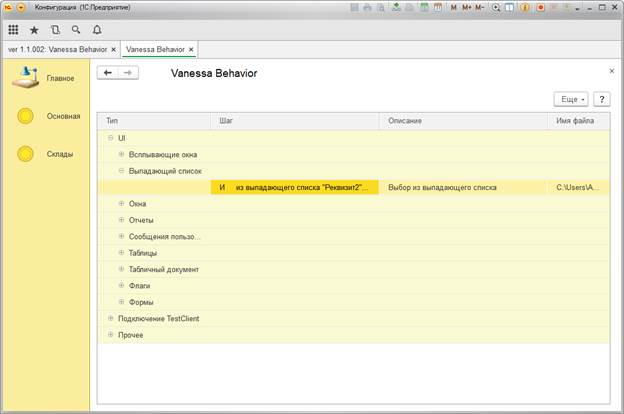 Конфигурация (1С:Предприятие)
M M+ M-
ver 1.1.002: Vanessa Behavior × Vanessa Behavior ×
Главное
Основная
Склады
Vanessa Behavior
Еще
?
Тип Шаг Описание Имя файла
UI
Всплывающие окна
Выпадающий список
И из выпадающего списка "Реквизит2"... Выбор из выпадающего списка C:\Users\A...
Окна
Отчеты
Сообщения пользо...
Таблицы
Табличный документ
Флаги
Формы
Подключение TestClient
Прочее